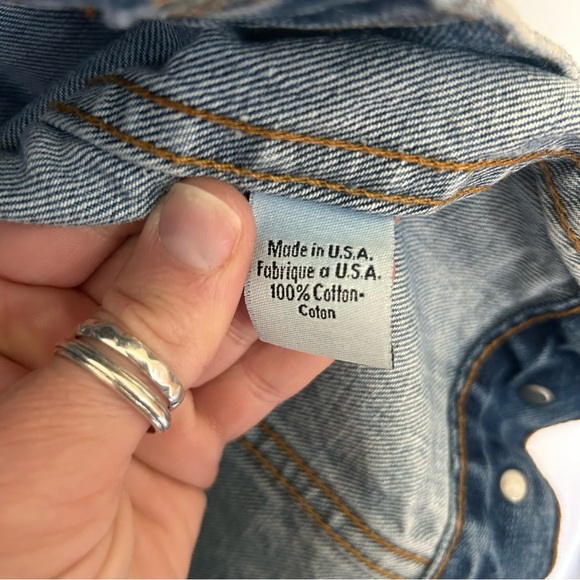 Made in U.S.A.
Fabrique a U.S.A.
100% Cotton-
Coton